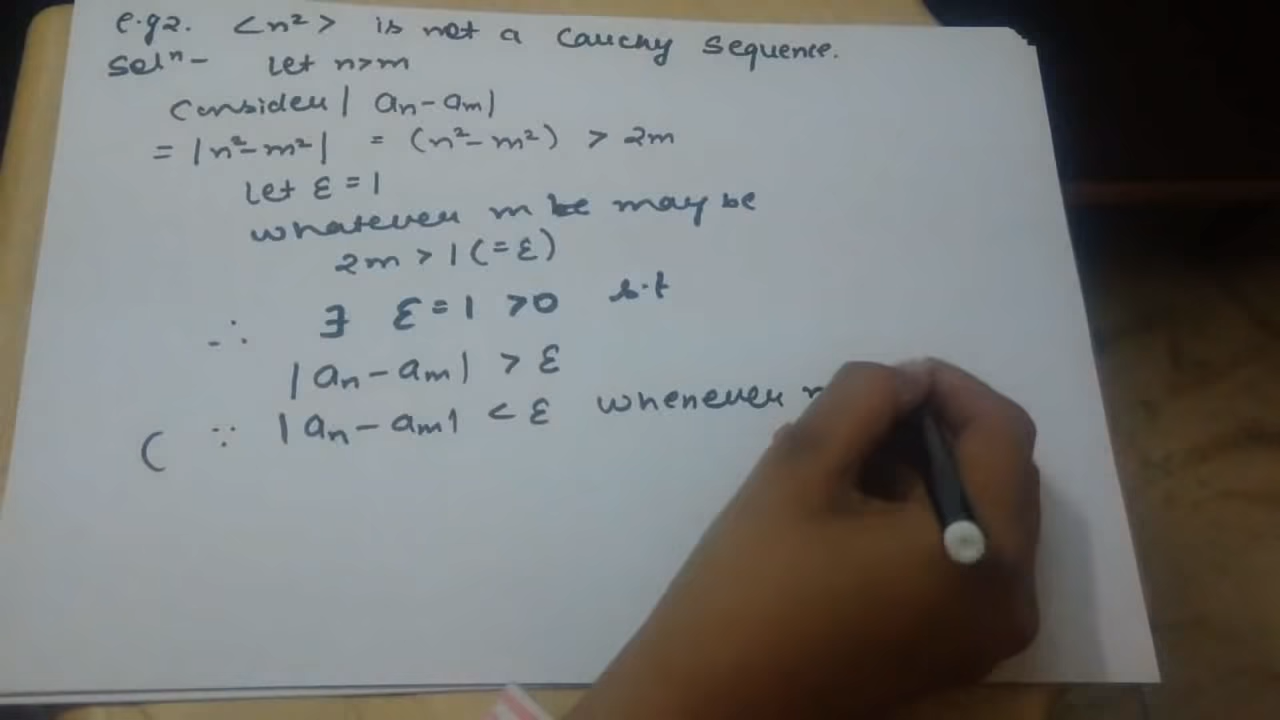 e.g 2. <n²> is not a Cauchy sequence.
Solⁿ - Let n>m
Consider | an - am|
= |n² - m²| = (n² - m²) > 2m
Let ε = 1
whatever m be may be
2m > 1 (= ε)
∴ ∃ ε = 1 > 0 s.t
|an - am| > ε
( ∵ |an - am| < ε whenever